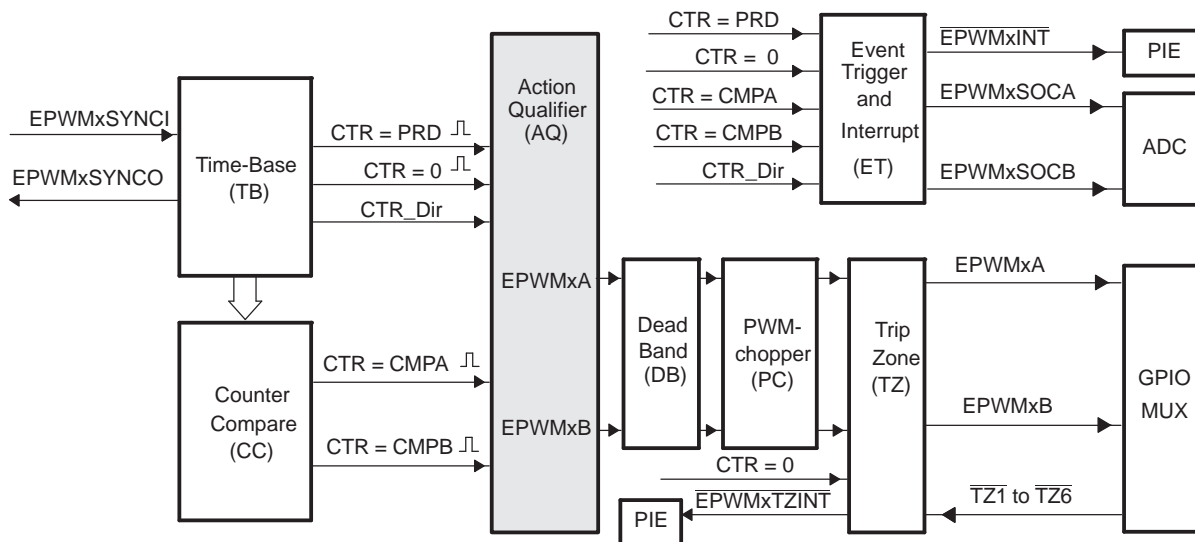 EPWMxSYNCI
EPWMxSYNCO
Time-Base
(TB)
CTR = PRD
CTR = 0
CTR_Dir
Counter
Compare
(CC)
CTR = CMPA
CTR = CMPB
Action
Qualifier
(AQ)
EPWMxA
EPWMxB
CTR = PRD
CTR = 0
CTR = CMPA
CTR = CMPB
CTR_Dir
Event
Trigger
and
Interrupt
(ET)
EPWMxINT
EPWMxSOCA
EPWMxSOCB
PIE
ADC
Dead
Band
(DB)
PWM-
chopper
(PC)
Trip
Zone
(TZ)
CTR = 0
EPWMxTZINT
PIE
EPWMxA
EPWMxB
TZ1 to TZ6
GPIO
MUX